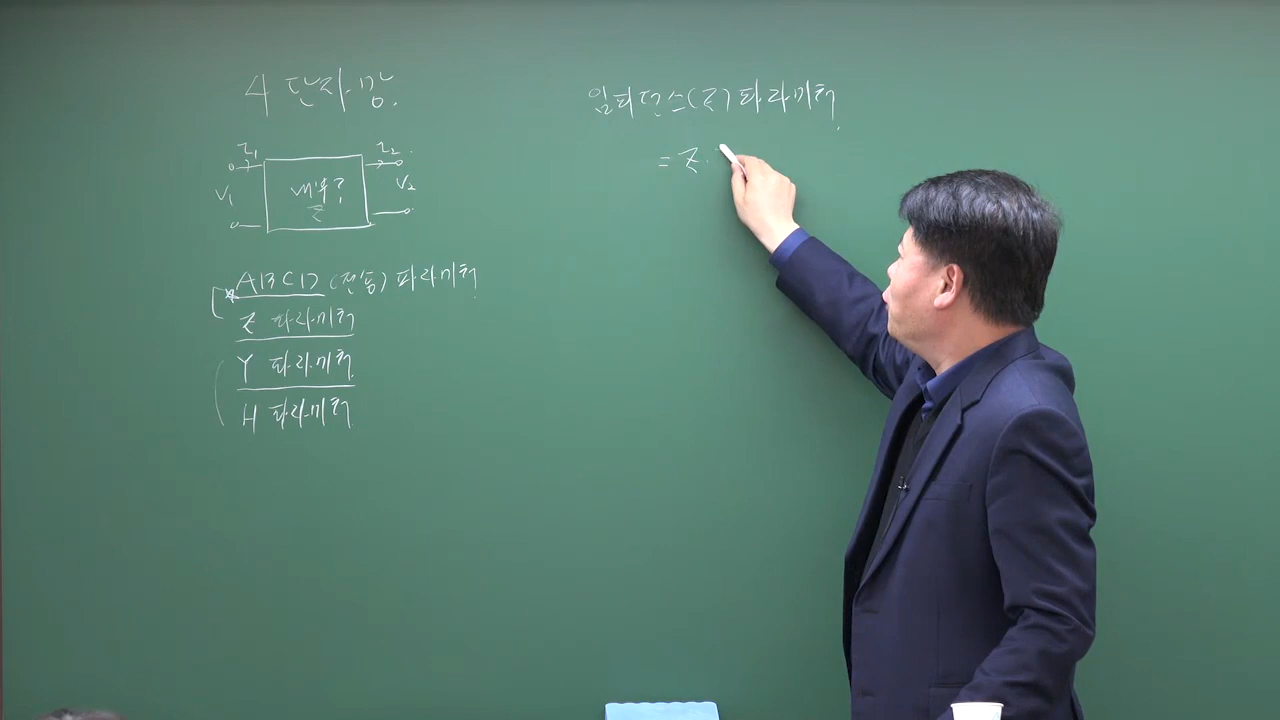 4 단자망.
I₁ I₂
V₁ 내부? V₂
Z
* ABCD (전송) 파라미터
Z 파라미터
Y 파라미터
H 파라미터
임피던스(Z) 파라미터.
= Z.